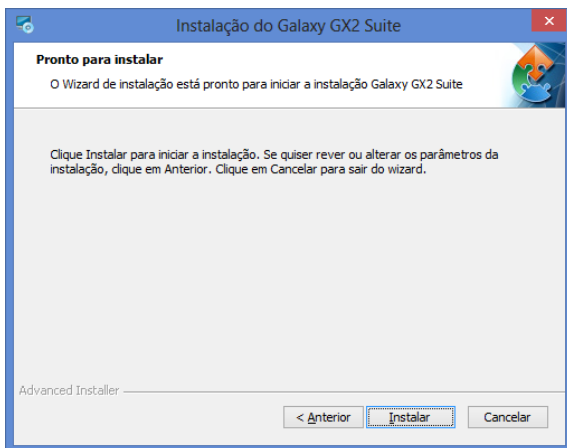 Instalação do Galaxy GX2 Suite
Pronto para instalar
O Wizard de instalação está pronto para iniciar a instalação Galaxy GX2 Suite
Clique Instalar para iniciar a instalação. Se quiser rever ou alterar os parâmetros da
instalação, clique em Anterior. Clique em Cancelar para sair do wizard.
Advanced Installer
< Anterior
Instalar
Cancelar